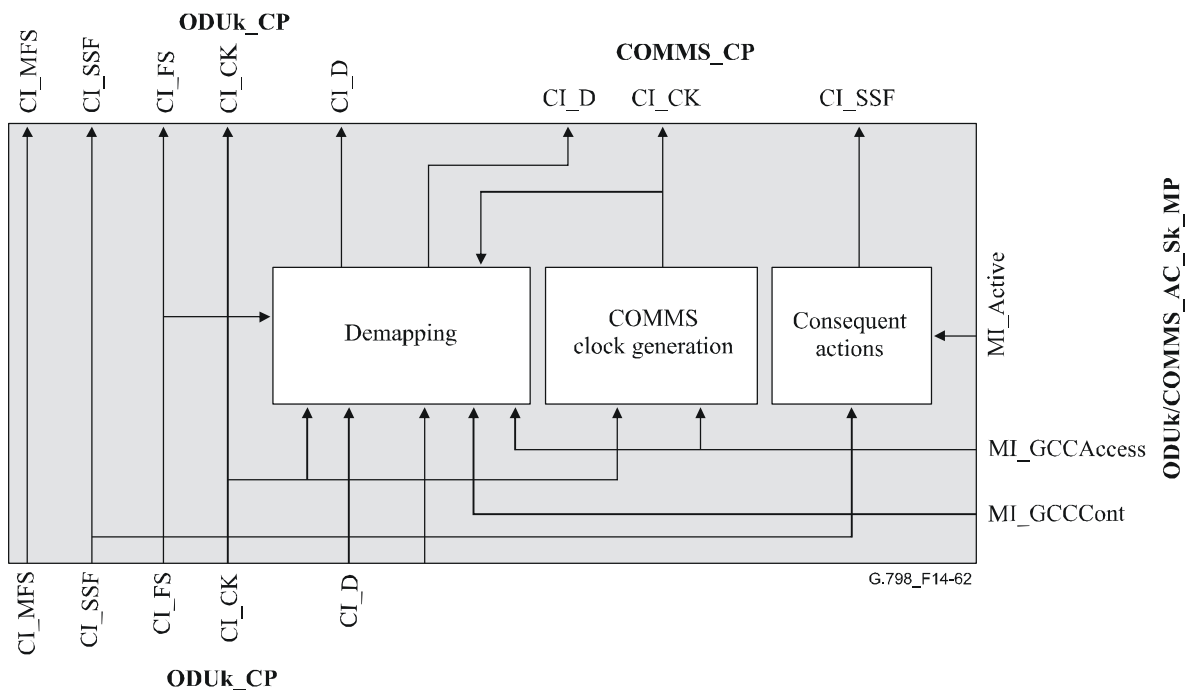 ODUk_CP
COMMS_CP
CI_MFS
CI_SSF
CI_FS
CI_CK
CI_D
CI_D
CI_CK
CI_SSF
Demapping
COMMS
clock generation
Consequent
actions
MI_Active
ODUk/COMMS_AC_Sk_MP
MI_GCCAccess
MI_GCCCont
G.798_F14-62
CI_MFS
CI_SSF
CI_FS
CI_CK
CI_D
ODUk_CP